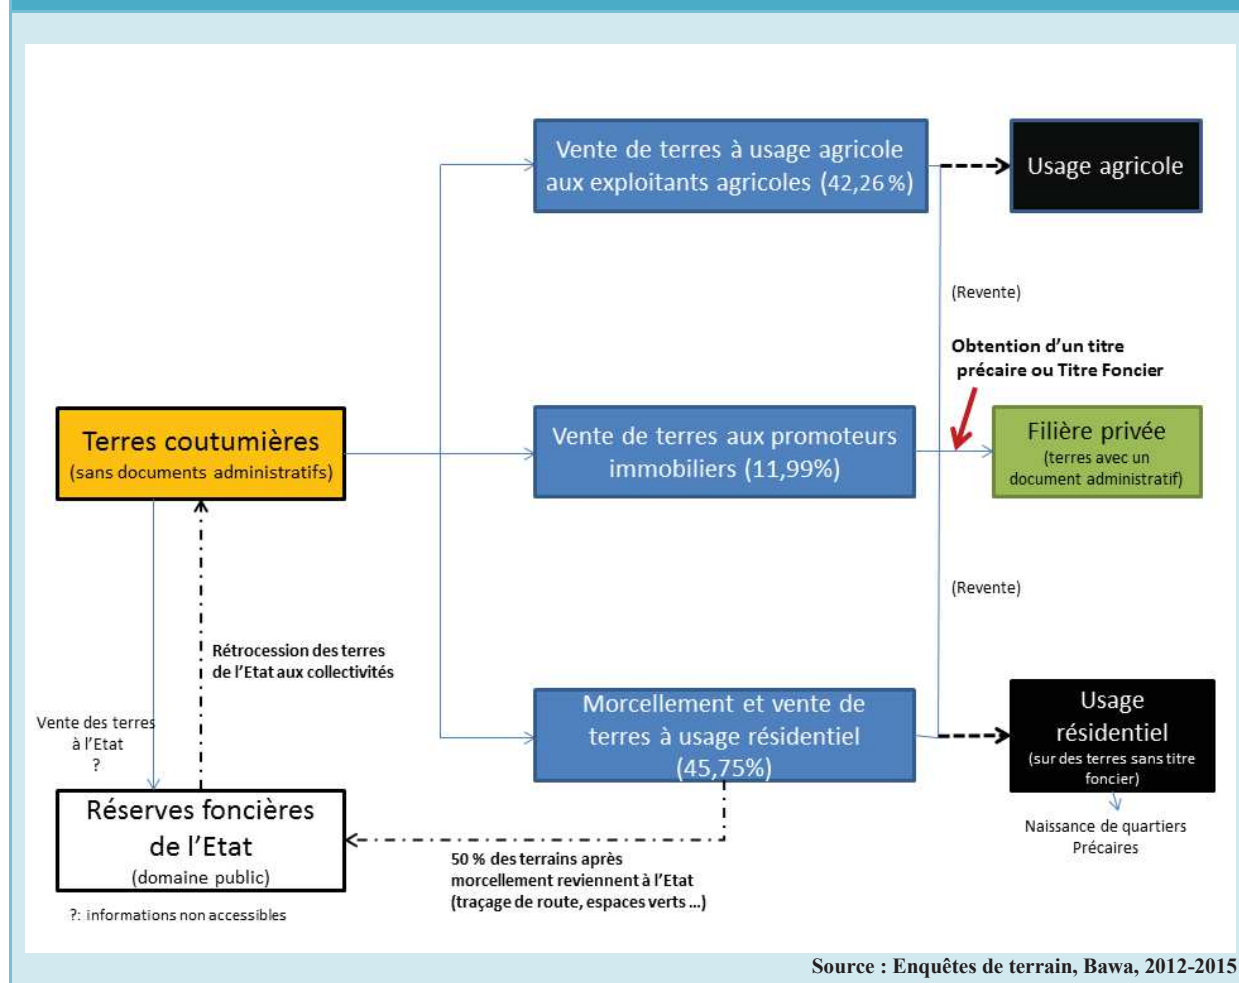 Vente de terres à usage agricole
aux exploitants agricoles (42,26 %)
Usage agricole
(Revente)
Obtention d’un titre
précaire ou Titre Foncier
Terres coutumières
(sans documents administratifs)
Vente de terres aux promoteurs
immobiliers (11,99%)
Filière privée
(terres avec un
document administratif)
(Revente)
Rétrocession des terres
de l’Etat aux collectivités
Vente des terres
à l’Etat
?
Morcellement et vente de
terres à usage résidentiel
(45,75%)
Usage
résidentiel
(sur des terres sans titre
foncier)
Naissance de quartiers
Précaires
Réserves foncières
de l’Etat
(domaine public)
50 % des terrains après
morcellement reviennent à l’Etat
(traçage de route, espaces verts ...)
?: informations non accessibles
Source : Enquêtes de terrain, Bawa, 2012-2015